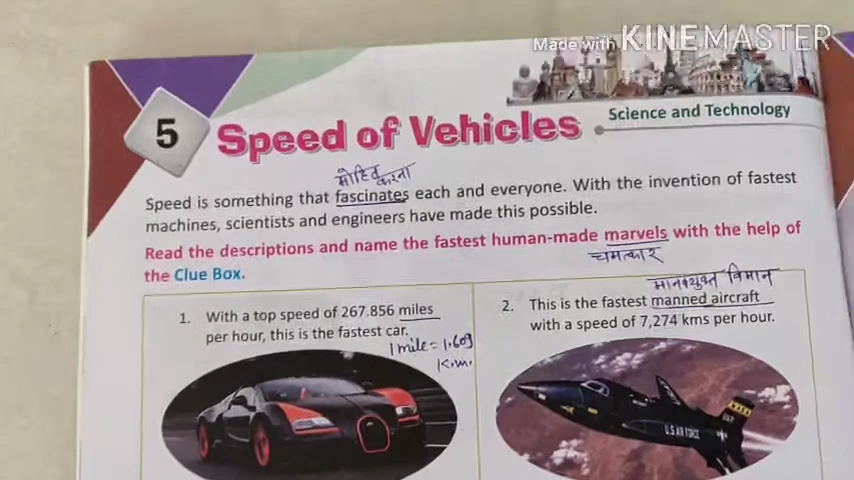 Made with KINEMASTER
5
Speed of Vehicles
Science and Technology
मोहित
करना
Speed is something that fascinates each and everyone. With the invention of fastest
machines, scientists and engineers have made this possible.
Read the descriptions and name the fastest human-made marvels with the help of
चमत्कार
the Clue Box.
मानवयुक्त विमान
1. With a top speed of 267.856 miles
per hour, this is the fastest car.
1 mile = 1.609
K.m.
2. This is the fastest manned aircraft
with a speed of 7,274 kms per hour.
U.S. AIR FORCE